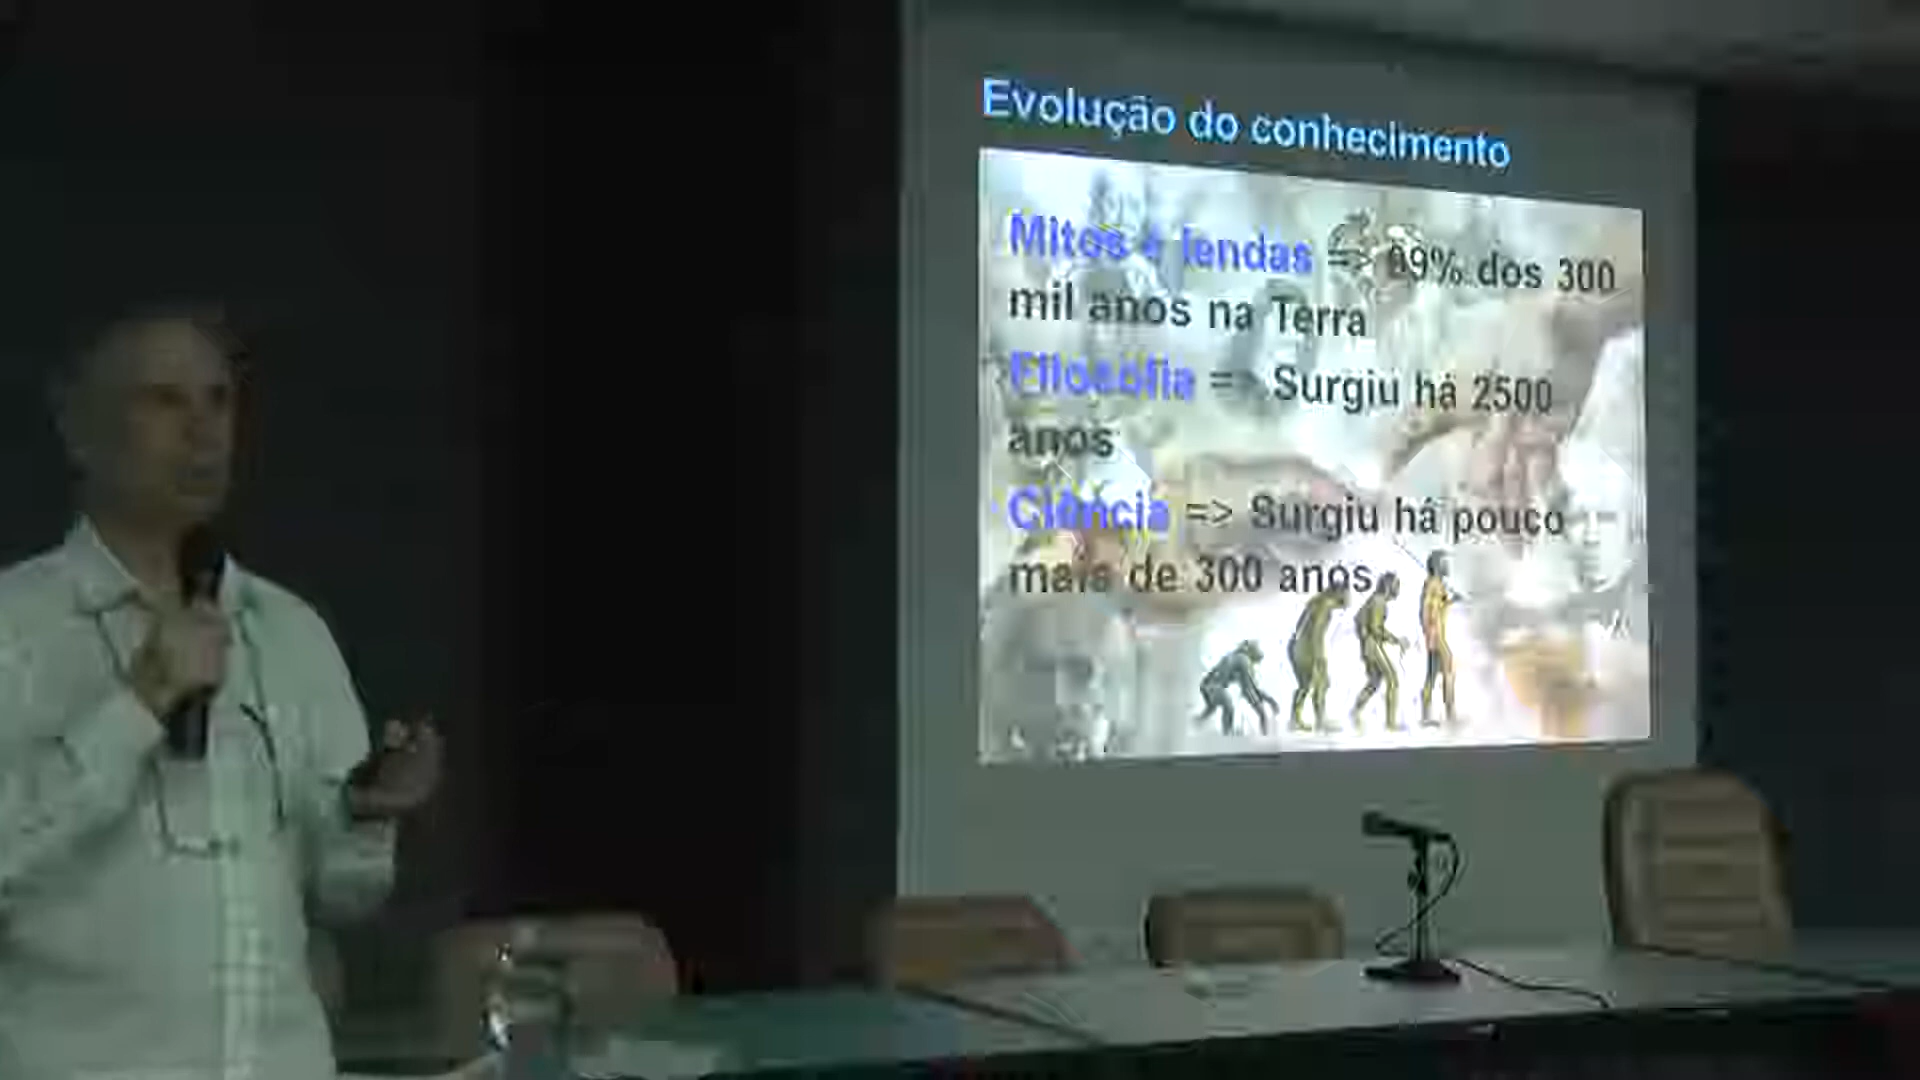 Evolução do conhecimento
Mitos e lendas => 99% dos 300
mil anos na Terra
Filosofia => Surgiu há 2500
anos
Ciência => Surgiu há pouco
mais de 300 anos